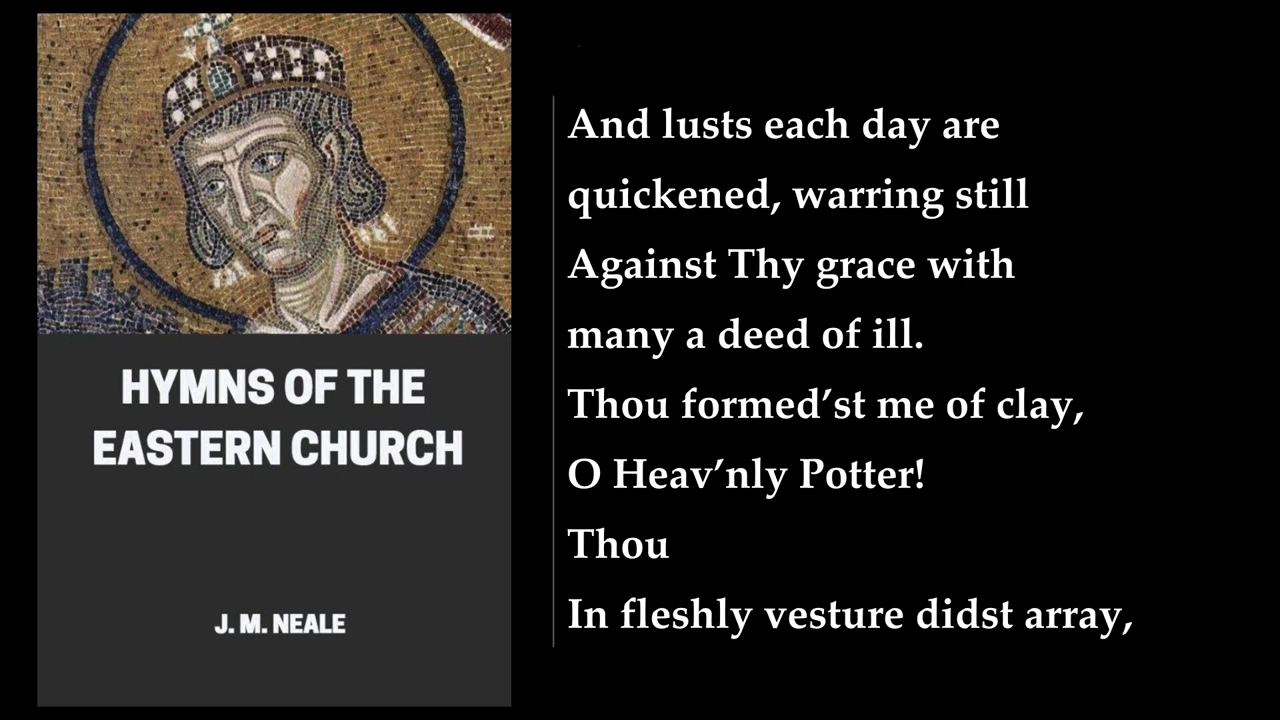 HYMNS OF THE
EASTERN CHURCH
J. M. NEALE
And lusts each day are
quickened, warring still
Against Thy grace with
many a deed of ill.
Thou formed’st me of clay,
O Heav’nly Potter!
Thou
In fleshly vesture didst array,